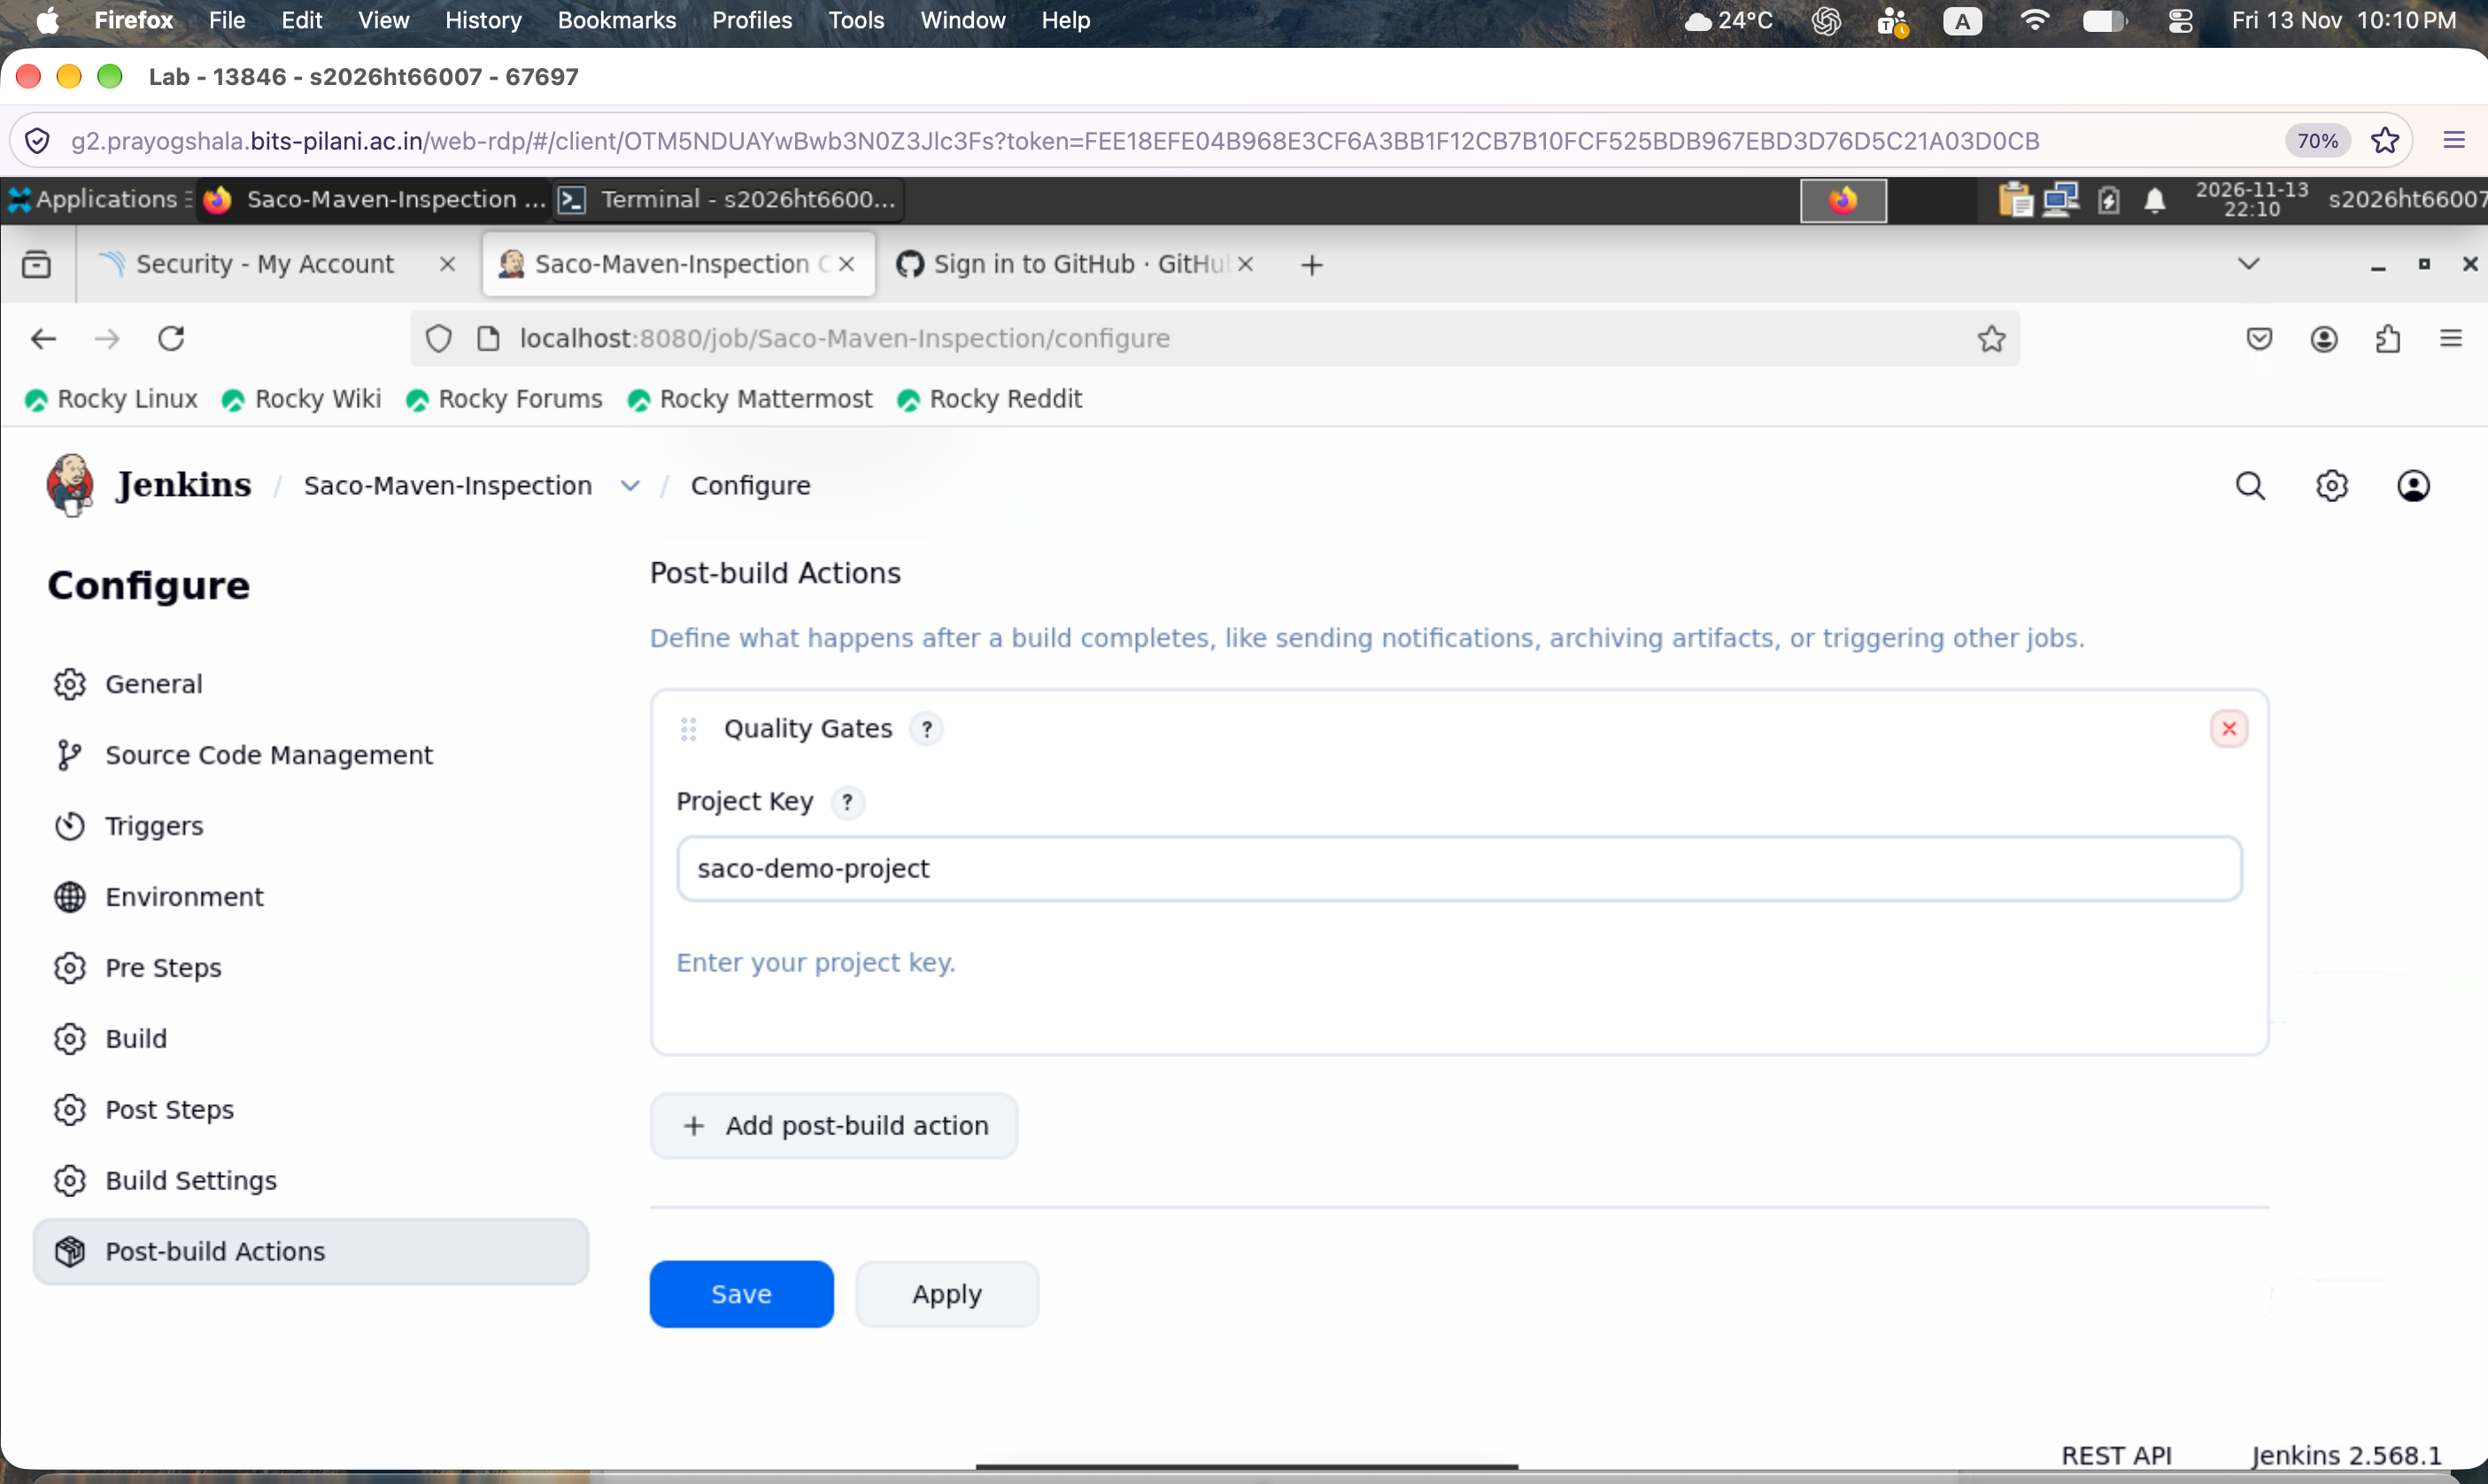 Firefox File Edit View History Bookmarks Profiles Tools Window Help 24°C A Fri 13 Nov 10:10 PM
Lab - 13846 - s2026ht66007 - 67697
g2.prayogshala.bits-pilani.ac.in/web-rdp/#/client/OTM5NDUAYwBwb3N0Z3Jlc3Fs?token=FEE18EFE04B968E3CF6A3BB1F12CB7B10FCF525BDB967EBD3D76D5C21A03D0CB 70%
Applications Saco-Maven-Inspection ... Terminal - s2026ht6600... 2026-11-13 22:10 s2026ht66007
Security - My Account Saco-Maven-Inspection C Sign in to GitHub · GitHu
localhost:8080/job/Saco-Maven-Inspection/configure
Rocky Linux Rocky Wiki Rocky Forums Rocky Mattermost Rocky Reddit
Jenkins / Saco-Maven-Inspection / Configure
Configure
General
Source Code Management
Triggers
Environment
Pre Steps
Build
Post Steps
Build Settings
Post-build Actions
Post-build Actions
Define what happens after a build completes, like sending notifications, archiving artifacts, or triggering other jobs.
Quality Gates ?
Project Key ?
saco-demo-project
Enter your project key.
+ Add post-build action
Save Apply
REST API Jenkins 2.568.1